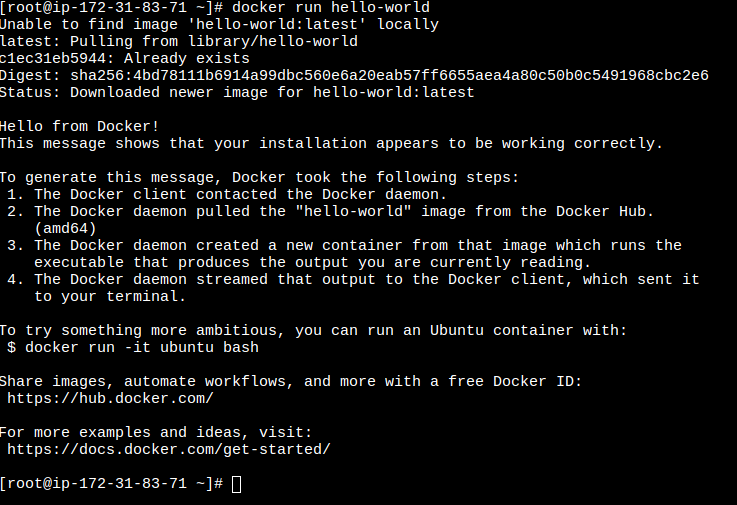 [root@ip-172-31-83-71 ~]# docker run hello-world
Unable to find image 'hello-world:latest' locally
latest: Pulling from library/hello-world
c1ec31eb5944: Already exists
Digest: sha256:4bd78111b6914a99dbc560e6a20eab57ff6655aea4a80c50b0c5491968cbc2e6
Status: Downloaded newer image for hello-world:latest

Hello from Docker!
This message shows that your installation appears to be working correctly.

To generate this message, Docker took the following steps:
 1. The Docker client contacted the Docker daemon.
 2. The Docker daemon pulled the "hello-world" image from the Docker Hub.
    (amd64)
 3. The Docker daemon created a new container from that image which runs the
    executable that produces the output you are currently reading.
 4. The Docker daemon streamed that output to the Docker client, which sent it
    to your terminal.

To try something more ambitious, you can run an Ubuntu container with:
 $ docker run -it ubuntu bash

Share images, automate workflows, and more with a free Docker ID:
 https://hub.docker.com/

For more examples and ideas, visit:
 https://docs.docker.com/get-started/

[root@ip-172-31-83-71 ~]#